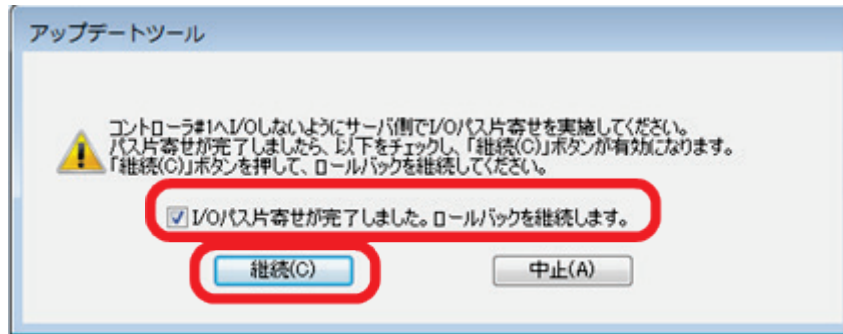 アップデートツール
コントローラ#1へI/OしないようにサーバI側でI/Oパス片寄せを実施してください。
パス片寄せが完了しましたら、以下をチェックし、「継続(C)」ボタンが有効になります。
「継続(C)」ボタンを押して、ロールバックを継続してください。
I/Oパス片寄せが完了しました。ロールバックを継続します。
継続(C)
中止(A)